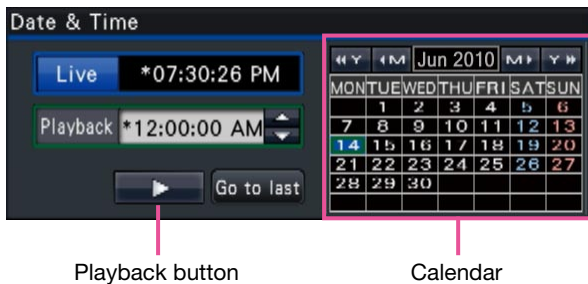 Date & Time
Live *07:30:26 PM
Playback *12:00:00 AM
Go to last
Y M Jun 2010 M Y
MON TUE WED THU FRI SAT SUN
1 2 3 4 5 6
7 8 9 10 11 12 13
14 15 16 17 18 19 20
21 22 23 24 25 26 27
28 29 30
Playback button
Calendar